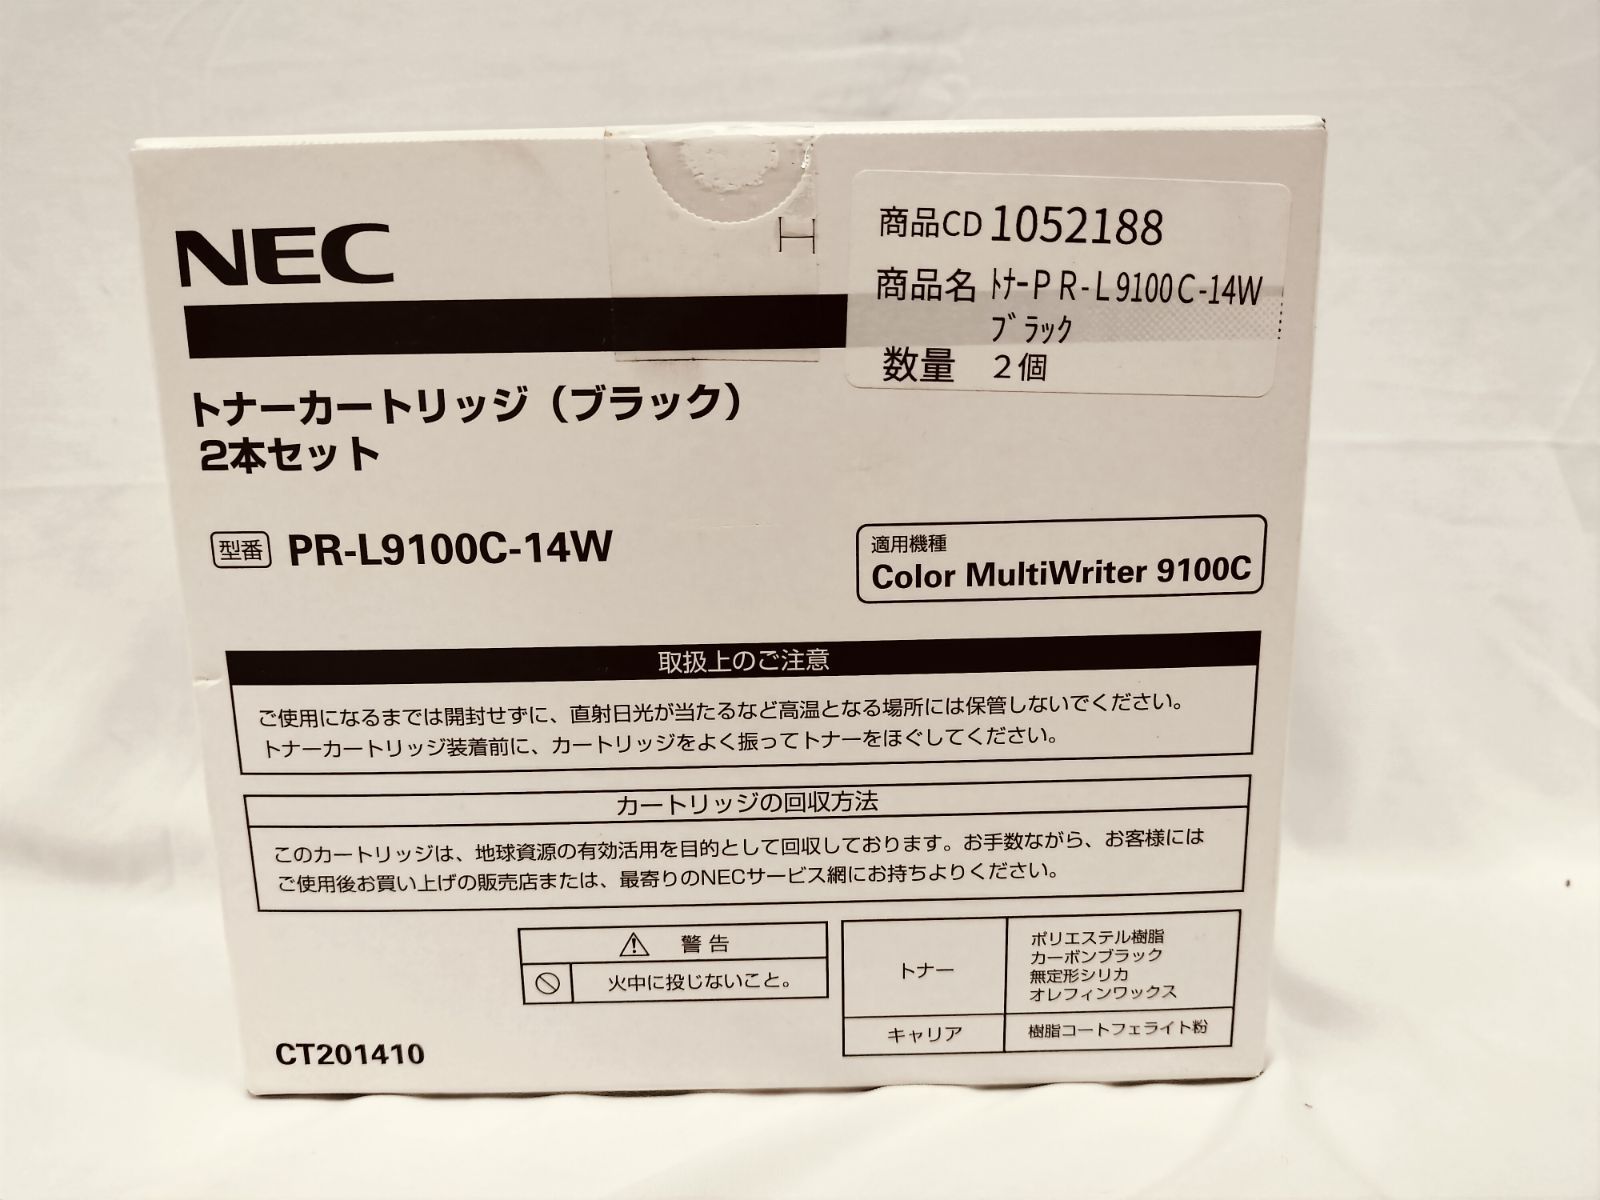 NEC
商品CD 1052188
商品名 ﾄﾅｰＰＲ-Ｌ9100Ｃ-14W
ﾌﾞﾗｯｸ
数量 ２個
トナーカートリッジ（ブラック）
2本セット
型番 PR-L9100C-14W
適用機種
Color MultiWriter 9100C
取扱上のご注意
ご使用になるまでは開封せずに、直射日光が当たるなど高温となる場所には保管しないでください。
トナーカートリッジ装着前に、カートリッジをよく振ってトナーをほぐしてください。
カートリッジの回収方法
このカートリッジは、地球資源の有効活用を目的として回収しております。お手数ながら、お客様には
ご使用後お買い上げの販売店または、最寄りのNECサービス網にお持ちよりください。
警告
火中に投じないこと。
トナー
ポリエステル樹脂
カーボンブラック
無定形シリカ
オレフィンワックス
キャリア
樹脂コートフェライト粉
CT201410